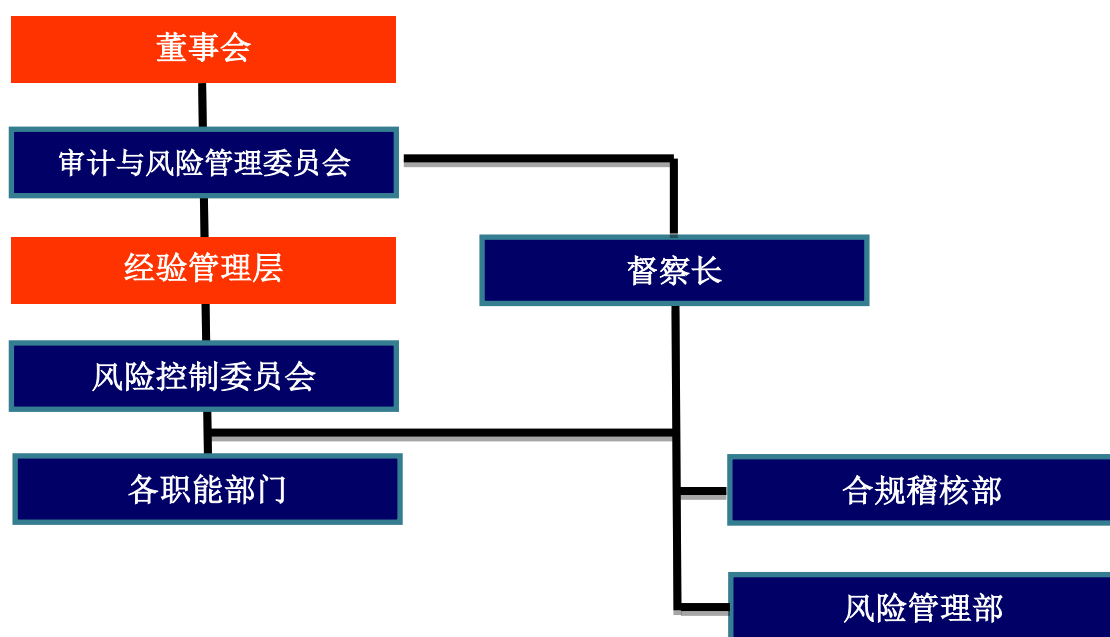 董事会
审计与风险管理委员会
经验管理层
督察长
风险控制委员会
各职能部门
合规稽核部
风险管理部